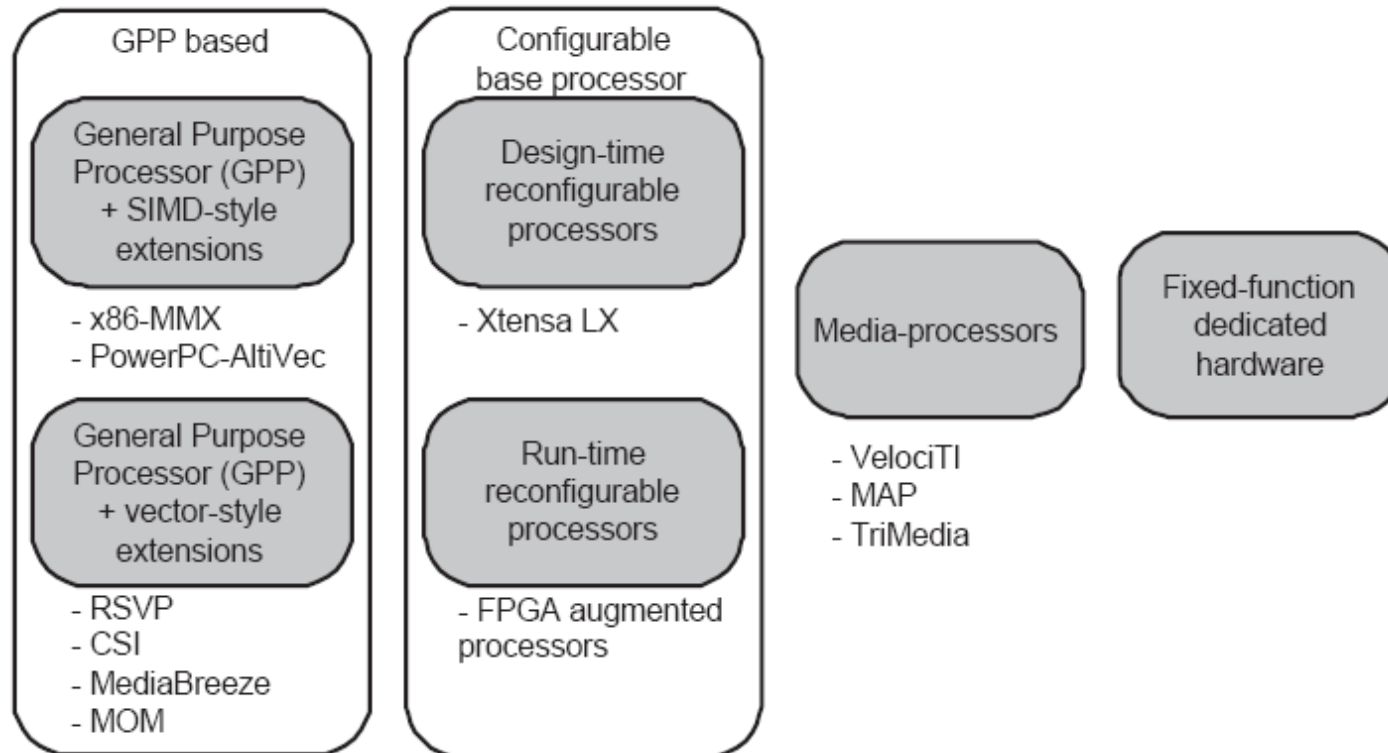 GPP based
General Purpose
Processor (GPP)
+ SIMD-style
extensions
- x86-MMX
- PowerPC-AltiVec
General Purpose
Processor (GPP)
+ vector-style
extensions
- RSVP
- CSI
- MediaBreeze
- MOM
Configurable
base processor
Design-time
reconfigurable
processors
- Xtensa LX
Run-time
reconfigurable
processors
- FPGA augmented
processors
Media-processors
- VelociTI
- MAP
- TriMedia
Fixed-function
dedicated
hardware